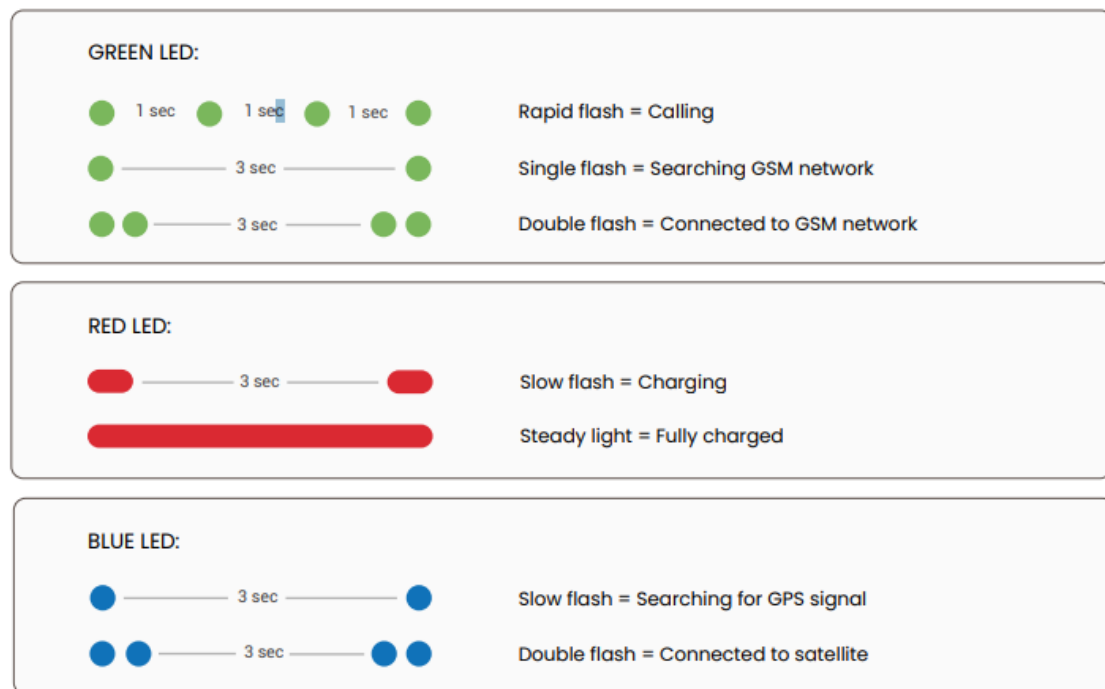 GREEN LED:
1 sec 1 sec 1 sec Rapid flash = Calling
3 sec Single flash = Searching GSM network
3 sec Double flash = Connected to GSM network
RED LED:
3 sec Slow flash = Charging
Steady light = Fully charged
BLUE LED:
3 sec Slow flash = Searching for GPS signal
3 sec Double flash = Connected to satellite